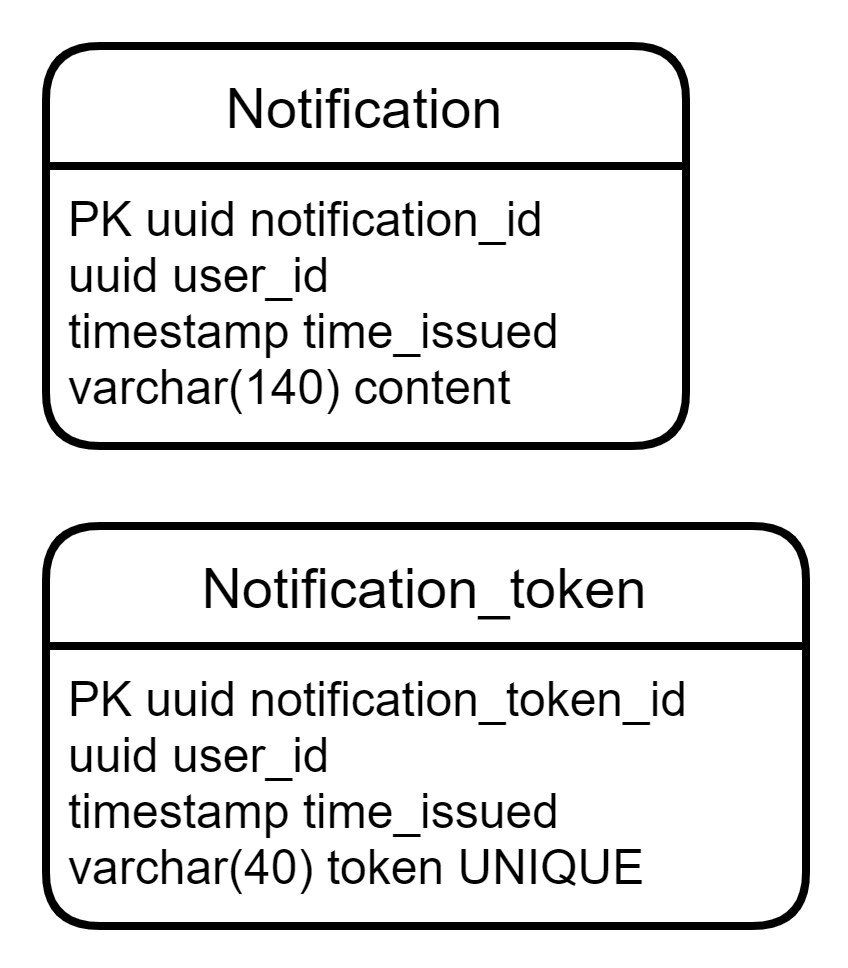 Notification
PK uuid notification_id
uuid user_id
timestamp time_issued
varchar(140) content
Notification_token
PK uuid notification_token_id
uuid user_id
timestamp time_issued
varchar(40) token UNIQUE